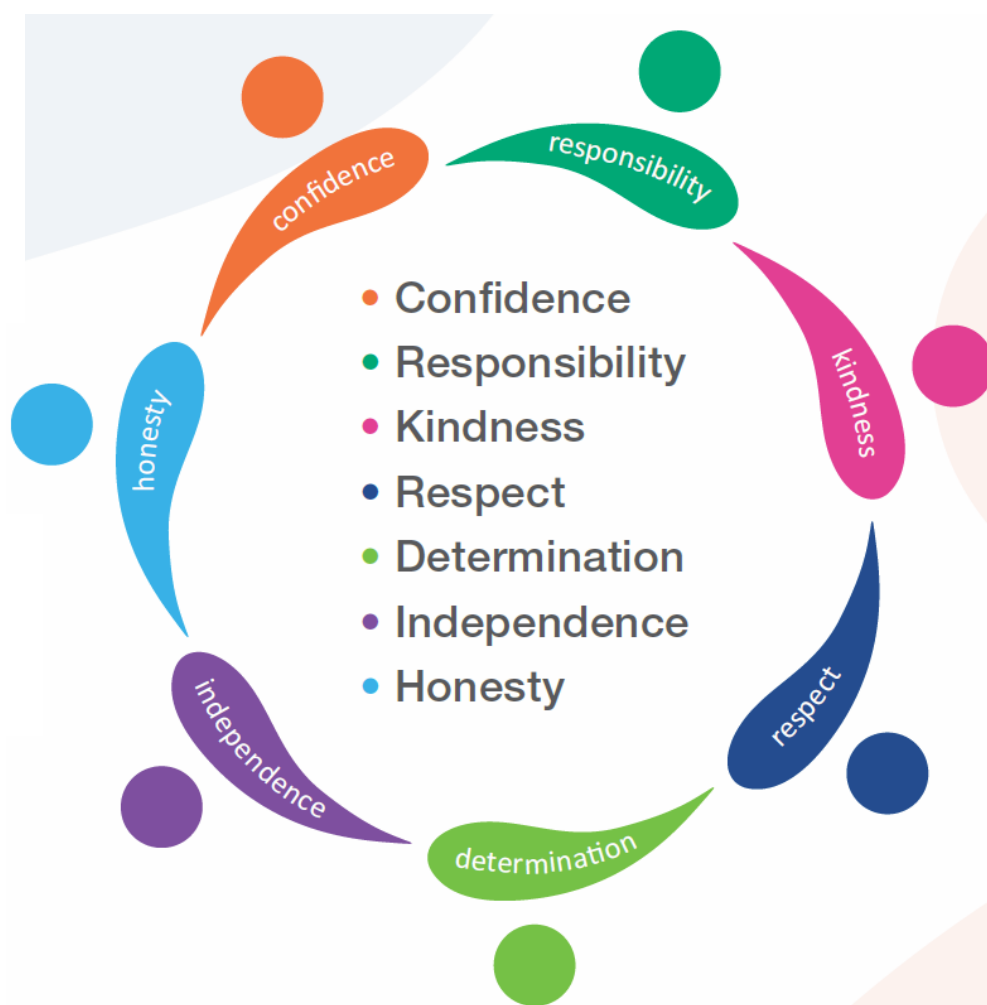 confidence
responsibility
kindness
respect
determination
independence
honesty
• Confidence
• Responsibility
• Kindness
• Respect
• Determination
• Independence
• Honesty